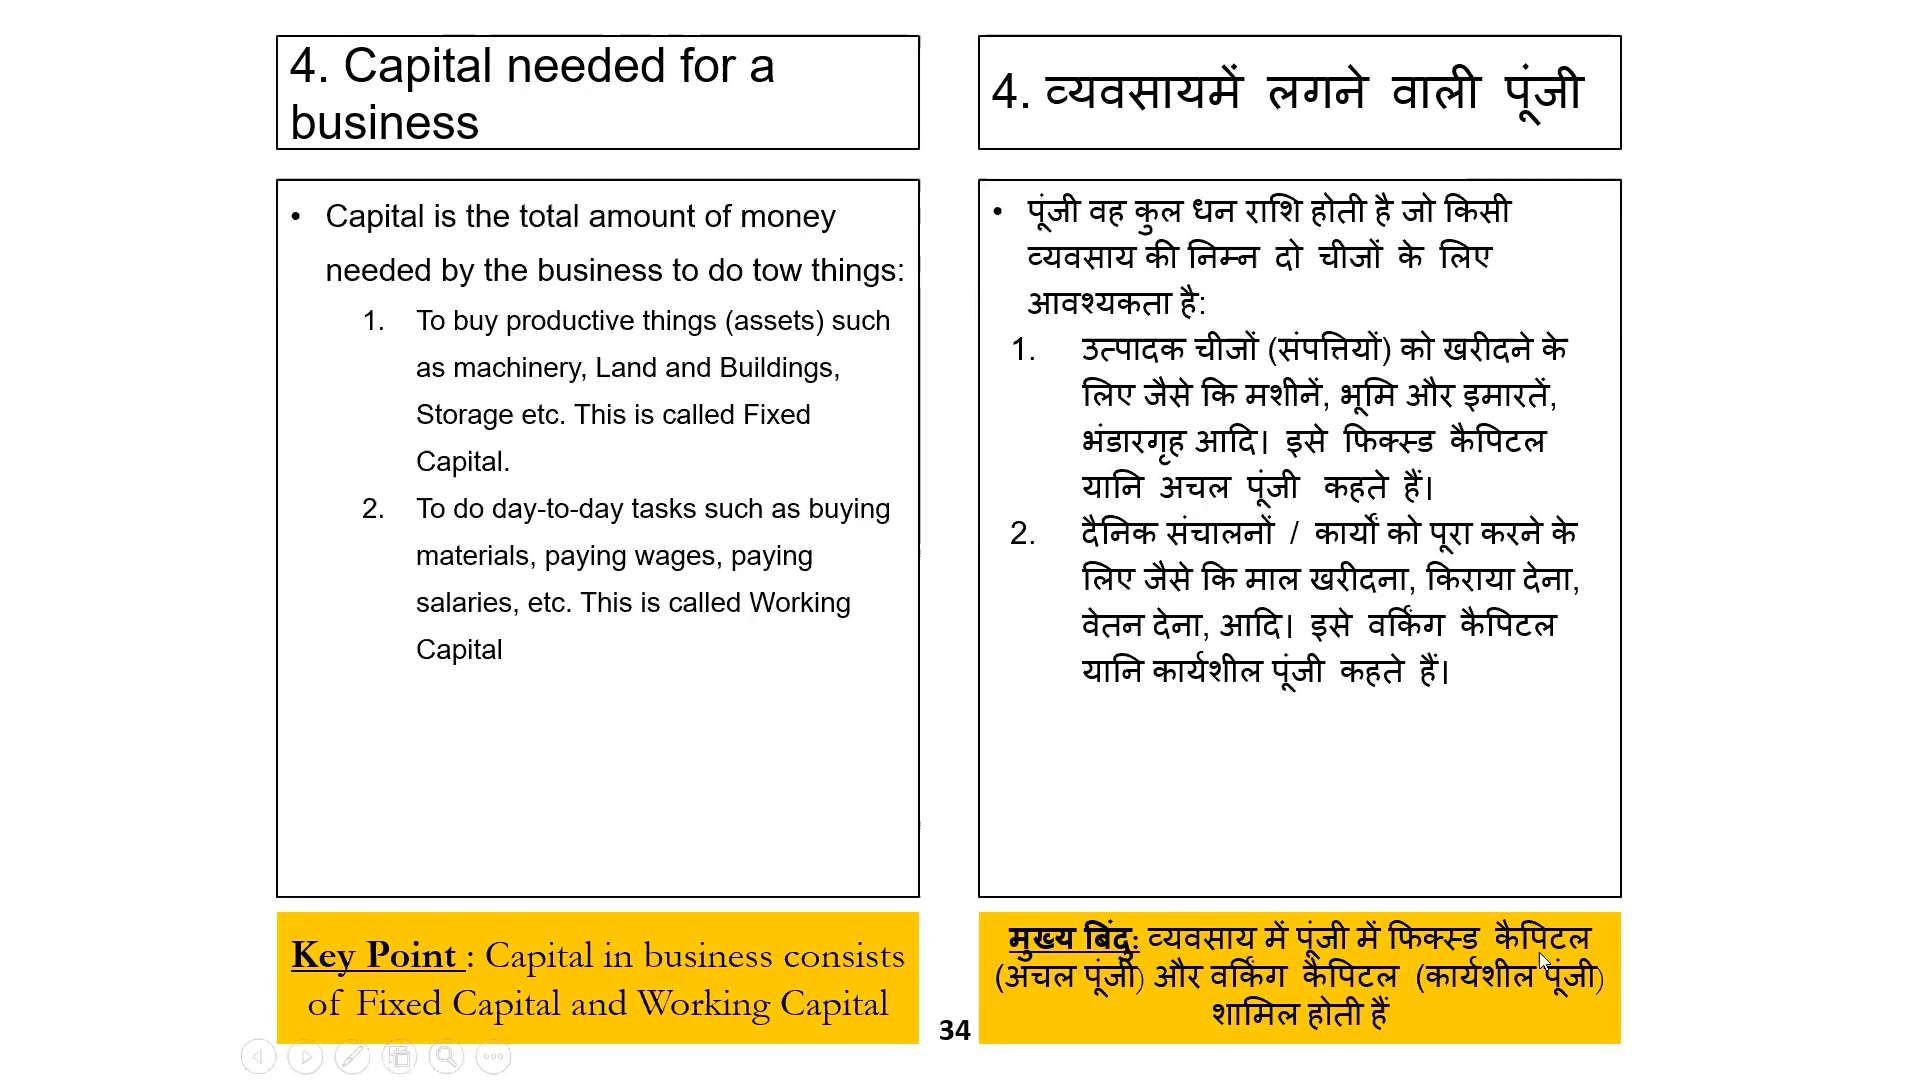 4. Capital needed for a
business
• Capital is the total amount of money
needed by the business to do tow things:
1. To buy productive things (assets) such
as machinery, Land and Buildings,
Storage etc. This is called Fixed
Capital.
2. To do day-to-day tasks such as buying
materials, paying wages, paying
salaries, etc. This is called Working
Capital
Key Point : Capital in business consists
of Fixed Capital and Working Capital
4. व्यवसायमें लगने वाली पूंजी
• पूंजी वह कुल धन राशि होती है जो किसी
व्यवसाय की निम्न दो चीजों के लिए
आवश्यकता है:
1. उत्पादक चीजों (संपत्तियों) को खरीदने के
लिए जैसे कि मशीनें, भूमि और इमारतें,
भंडारगृह आदि। इसे फिक्स्ड कैपिटल
यानि अचल पूंजी कहते हैं।
2. दैनिक संचालनों / कार्यों को पूरा करने के
लिए जैसे कि माल खरीदना, किराया देना,
वेतन देना, आदि। इसे वर्किंग कैपिटल
यानि कार्यशील पूंजी कहते हैं।
मुख्य बिंदु: व्यवसाय में पूंजी में फिक्स्ड कैपिटल
(अचल पूंजी) और वर्किंग कैपिटल (कार्यशील पूंजी)
शामिल होती हैं
34